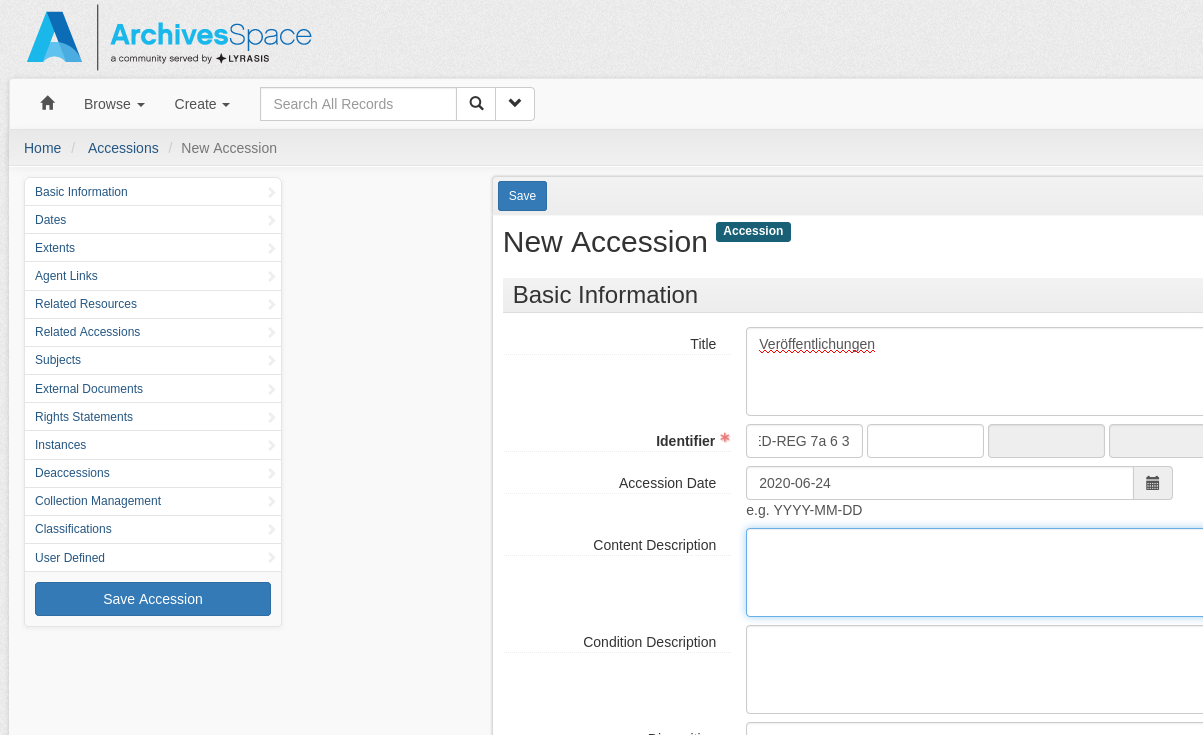 ArchivesSpace
a community served by LYRASIS
Browse Create Search All Records
Home / Accessions / New Accession
Basic Information
Dates
Extents
Agent Links
Related Resources
Related Accessions
Subjects
External Documents
Rights Statements
Instances
Deaccessions
Collection Management
Classifications
User Defined
Save Accession
Save
New Accession Accession
Basic Information
Title Veröffentlichungen
Identifier * ED-REG 7a 6 3
Accession Date 2020-06-24
e.g. YYYY-MM-DD
Content Description
Condition Description